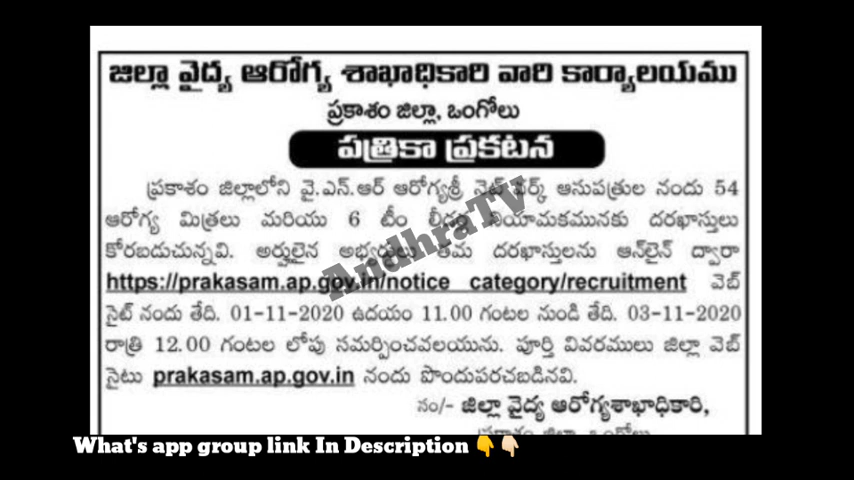 జిల్లా వైద్య ఆరోగ్య శాఖాధికారి వారి కార్యాలయము
ప్రకాశం జిల్లా, ఒంగోలు
పత్రికా ప్రకటన
ప్రకాశం జిల్లాలోని వై.ఎన్.ఆర్ ఆరోగ్యశ్రీ నెట్‌వర్క్ ఆసుపత్రుల నందు 54
ఆరోగ్య మిత్రలు మరియు 6 టీం లీడర్ల నియామకమునకు దరఖాస్తులు
కోరబడుచున్నవి. అర్హులైన అభ్యర్థులు తమ దరఖాస్తులను ఆన్‌లైన్ ద్వారా
https://prakasam.ap.gov.in/notice_category/recruitment వెబ్
సైట్ నందు తేది. 01-11-2020 ఉదయం 11.00 గంటల నుండి తేది. 03-11-2020
రాత్రి 12.00 గంటల లోపు సమర్పించవలయును. పూర్తి వివరములు జిల్లా వెబ్
సైటు prakasam.ap.gov.in నందు పొందుపరచబడినవి.
సం/- జిల్లా వైద్య ఆరోగ్యశాఖాధికారి,
ప్రకాశం జిల్లా, ఒంగోలు
AndhraTV
What's app group link In Description 👇👇🏻